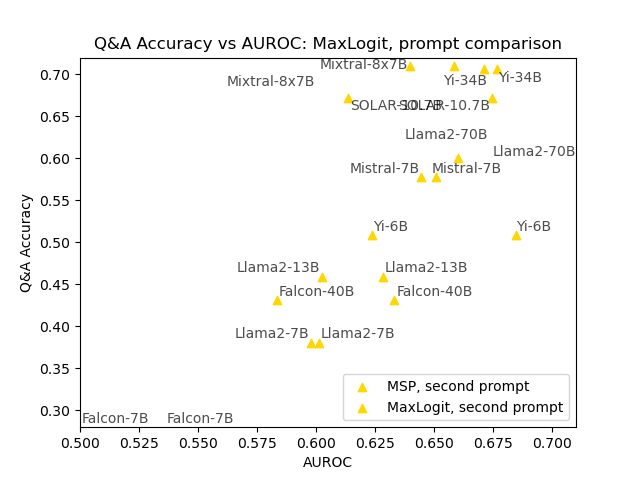 Q&A Accuracy vs AUROC: MaxLogit, prompt comparison
Mixtral-8x7B
Mixtral-8x7B
Yi-34B
Yi-34B
SOLAR-10.7B
SOLAR-10.7B
Llama2-70B
Llama2-70B
Mistral-7B
Mistral-7B
Yi-6B
Yi-6B
Llama2-13B
Llama2-13B
Falcon-40B
Falcon-40B
Llama2-7B
Llama2-7B
Falcon-7B
Falcon-7B
MSP, second prompt
MaxLogit, second prompt
Q&A Accuracy
0.70
0.65
0.60
0.55
0.50
0.45
0.40
0.35
0.30
0.500
0.525
0.550
0.575
0.600
0.625
0.650
0.675
0.700
AUROC